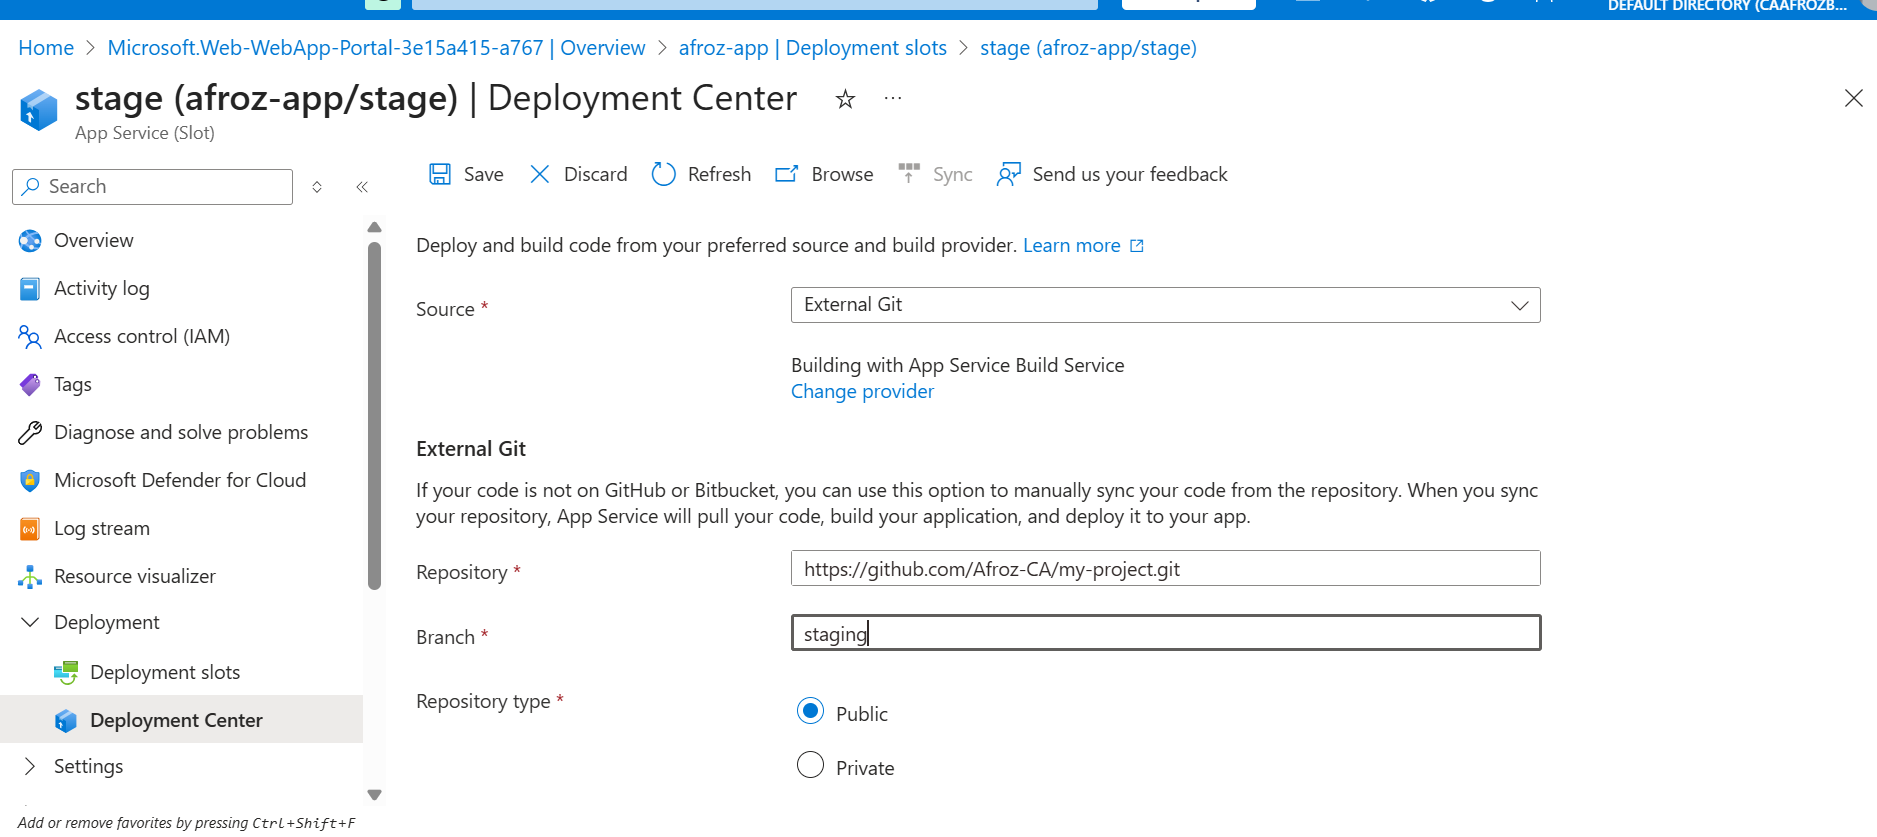 DEFAULT DIRECTORY (CAAFROZB...
Home > Microsoft.Web-WebApp-Portal-3e15a415-a767 | Overview > afroz-app | Deployment slots > stage (afroz-app/stage)
stage (afroz-app/stage) | Deployment Center
App Service (Slot)
Search
Save Discard Refresh Browse Sync Send us your feedback
Overview
Activity log
Access control (IAM)
Tags
Diagnose and solve problems
Microsoft Defender for Cloud
Log stream
Resource visualizer
Deployment
Deployment slots
Deployment Center
Settings
Add or remove favorites by pressing Ctrl+Shift+F
Deploy and build code from your preferred source and build provider. Learn more
Source *
External Git
Building with App Service Build Service
Change provider
External Git
If your code is not on GitHub or Bitbucket, you can use this option to manually sync your code from the repository. When you sync
your repository, App Service will pull your code, build your application, and deploy it to your app.
Repository *
https://github.com/Afroz-CA/my-project.git
Branch *
staging
Repository type *
Public
Private